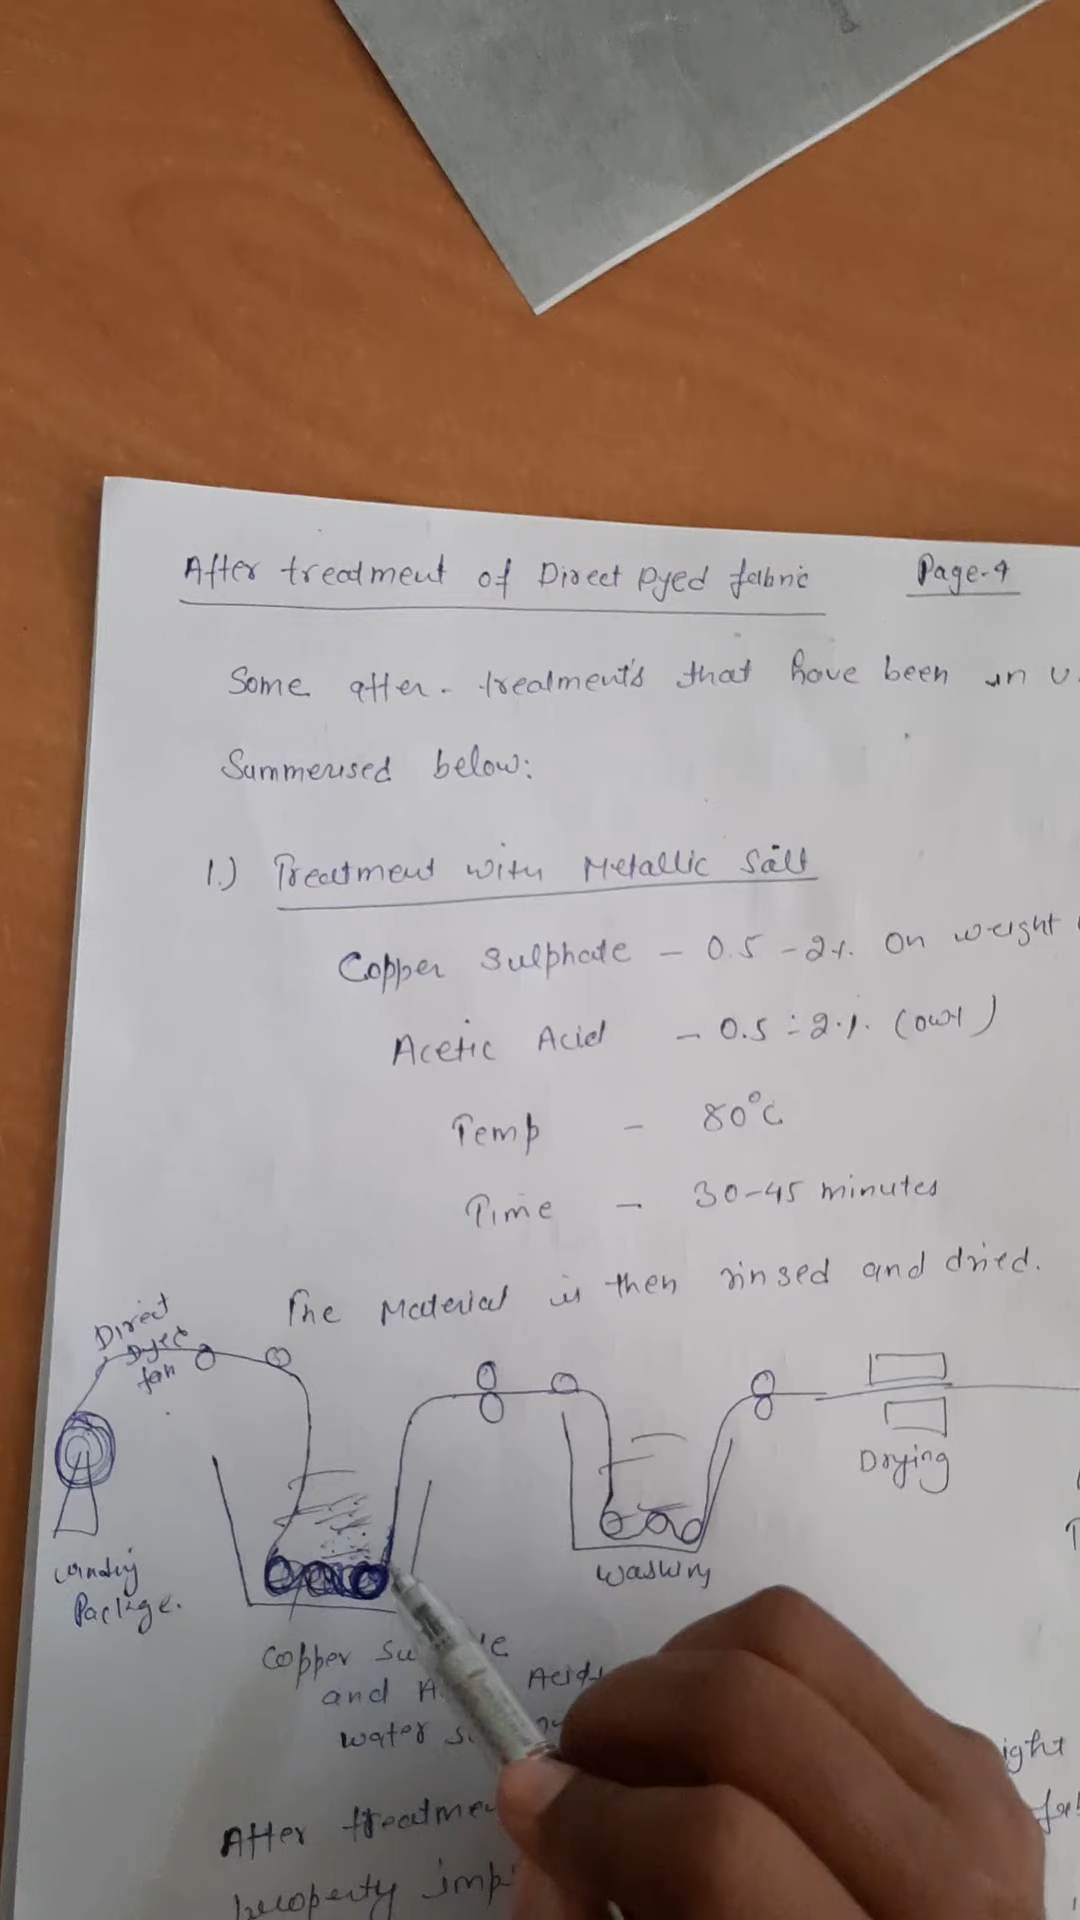 After treatment of Direct Dyed fabric
Page-4
Some after-treatment's that have been in
Summerised below:
1.) Treatment with Metallic Salt
Copper Sulphate - 0.5 - 2%. on weight
Acetic Acid - 0.5 - 2%. (owf)
Temp - 80°C
Time - 30-45 minutes
The Material is then rinsed and dried.
Direct
Dyed
Drying
Washing
Package.
Copper
and
Acid
water
After
property